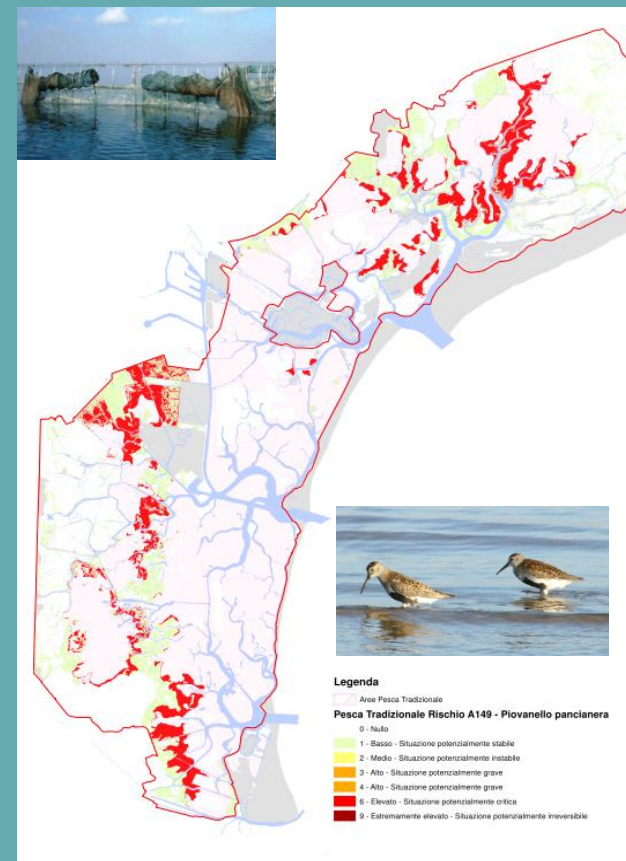 Legenda
Aree Pesca Tradizionale
Pesca Tradizionale Rischio A149 - Piovanello pancianera
0 - Nullo
1 - Basso - Situazione potenzialmente stabile
2 - Medio - Situazione potenzialmente instabile
3 - Alto - Situazione potenzialmente grave
4 - Alto - Situazione potenzialmente grave
6 - Elevato - Situazione potenzialmente critica
9 - Estremamente elevato - Situazione potenzialmente irreversibile